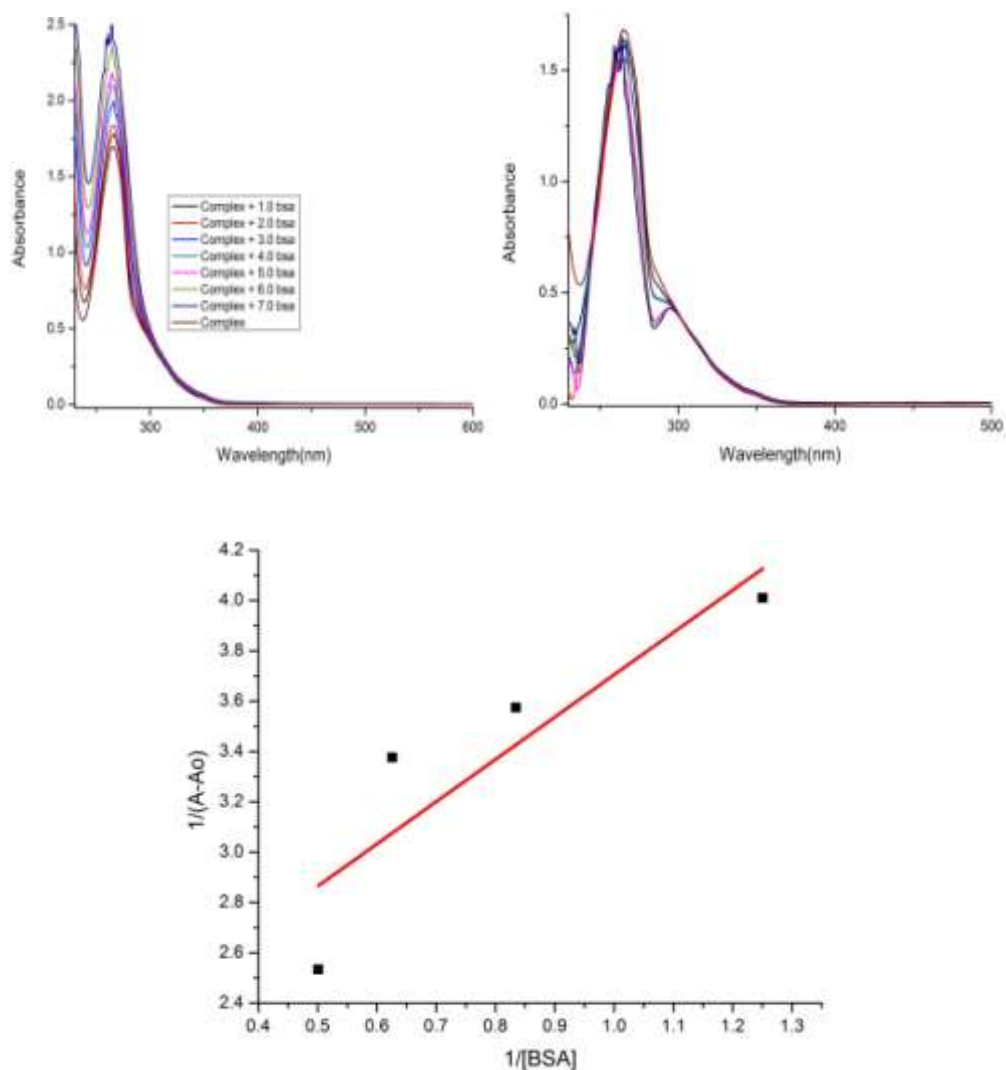 2.5
2.0
1.5
1.0
0.5
0.0
Absorbance
300
400
500
600
Wavelength(nm)
Complex + 1.0 bsa
Complex + 2.0 bsa
Complex + 3.0 bsa
Complex + 4.0 bsa
Complex + 5.0 bsa
Complex + 6.0 bsa
Complex + 7.0 bsa
Complex
1.5
1.0
0.5
0.0
Absorbance
300
400
500
Wavelength(nm)
4.2
4.0
3.8
3.6
3.4
3.2
3.0
2.8
2.6
2.4
1/(A-Ao)
0.4 0.5 0.6 0.7 0.8 0.9 1.0 1.1 1.2 1.3
1/[BSA]